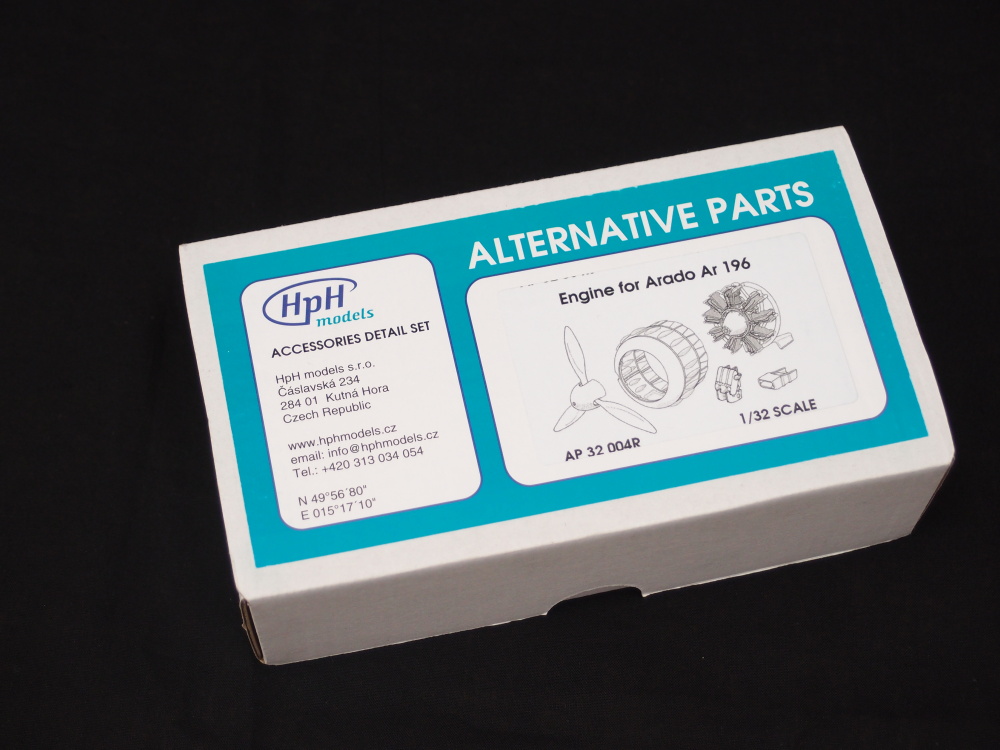 ALTERNATIVE PARTS
HpH
models
ACCESSORIES DETAIL SET
HpH models s.r.o.
Čáslavská 234
284 01 Kutná Hora
Czech Republic
www.hphmodels.cz
email: info@hphmodels.cz
Tel.: +420 313 034 054
N 49°56´80"
E 015°17´10"
Engine for Arado Ar 196
AP 32 004R
1/32 SCALE